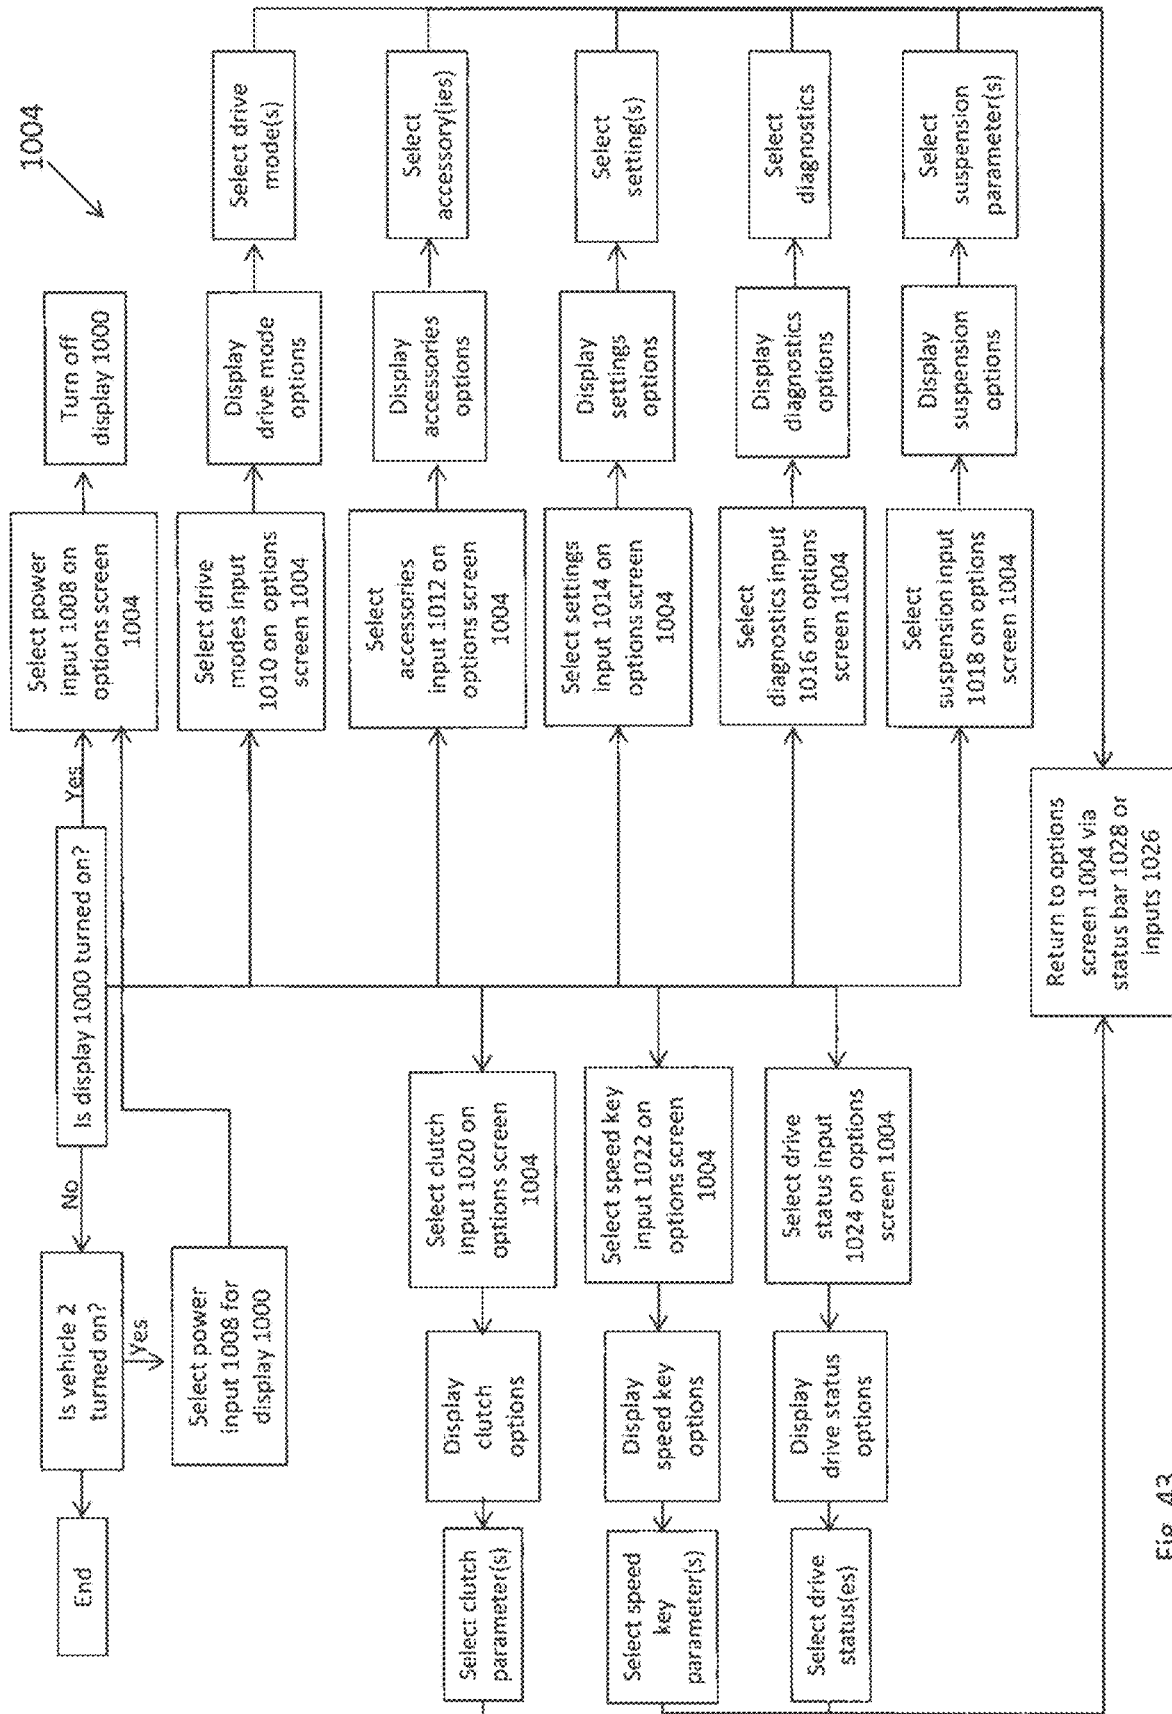 1004
End
Is vehicle 2
turned on?
No
Is display 1000 turned on?
Yes
Select power
input 1008 on
options screen
1004
Turn off
display 1000
Yes
Select power
input 1008 for
display 1000
Select drive
modes input
1010 on options
screen 1004
Display
drive mode
options
Select drive
mode(s)
Select clutch
parameter(s)
Display
clutch
options
Select clutch
input 1020 on
options screen
1004
Select
accessories
input 1012 on
options screen
1004
Display
accessories
options
Select
accessory(ies)
Select speed
key
parameter(s)
Display
speed key
options
Select speed key
input 1022 on
options screen
1004
Select settings
input 1014 on
options screen
1004
Display
settings
options
Select
setting(s)
Select drive
status(es)
Display
drive status
options
Select drive
status input
1024 on options
screen 1004
Select
diagnostics input
1016 on options
screen 1004
Display
diagnostics
options
Select
diagnostics
Select
suspension input
1018 on options
screen 1004
Display
suspension
options
Select
suspension
parameter(s)
Return to options
screen 1004 via
status bar 1028 or
inputs 1026
Fig. 43